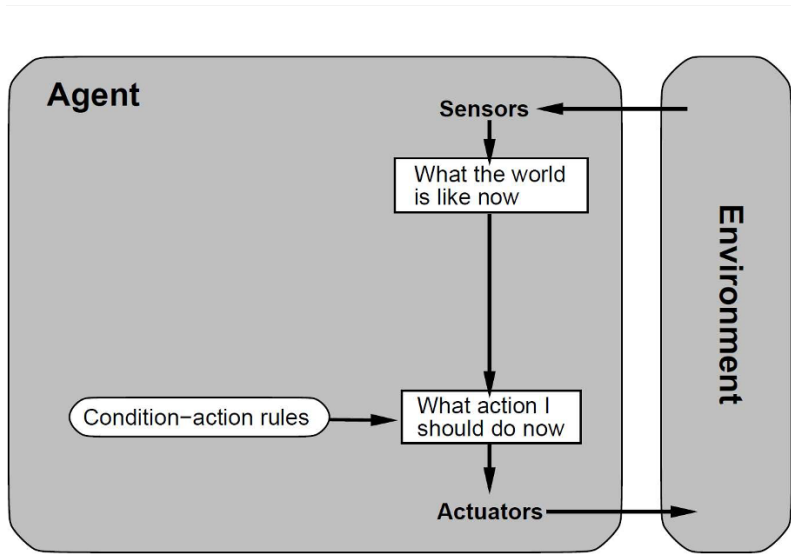 Agent
Sensors
What the world
is like now
Environment
Condition−action rules
What action I
should do now
Actuators